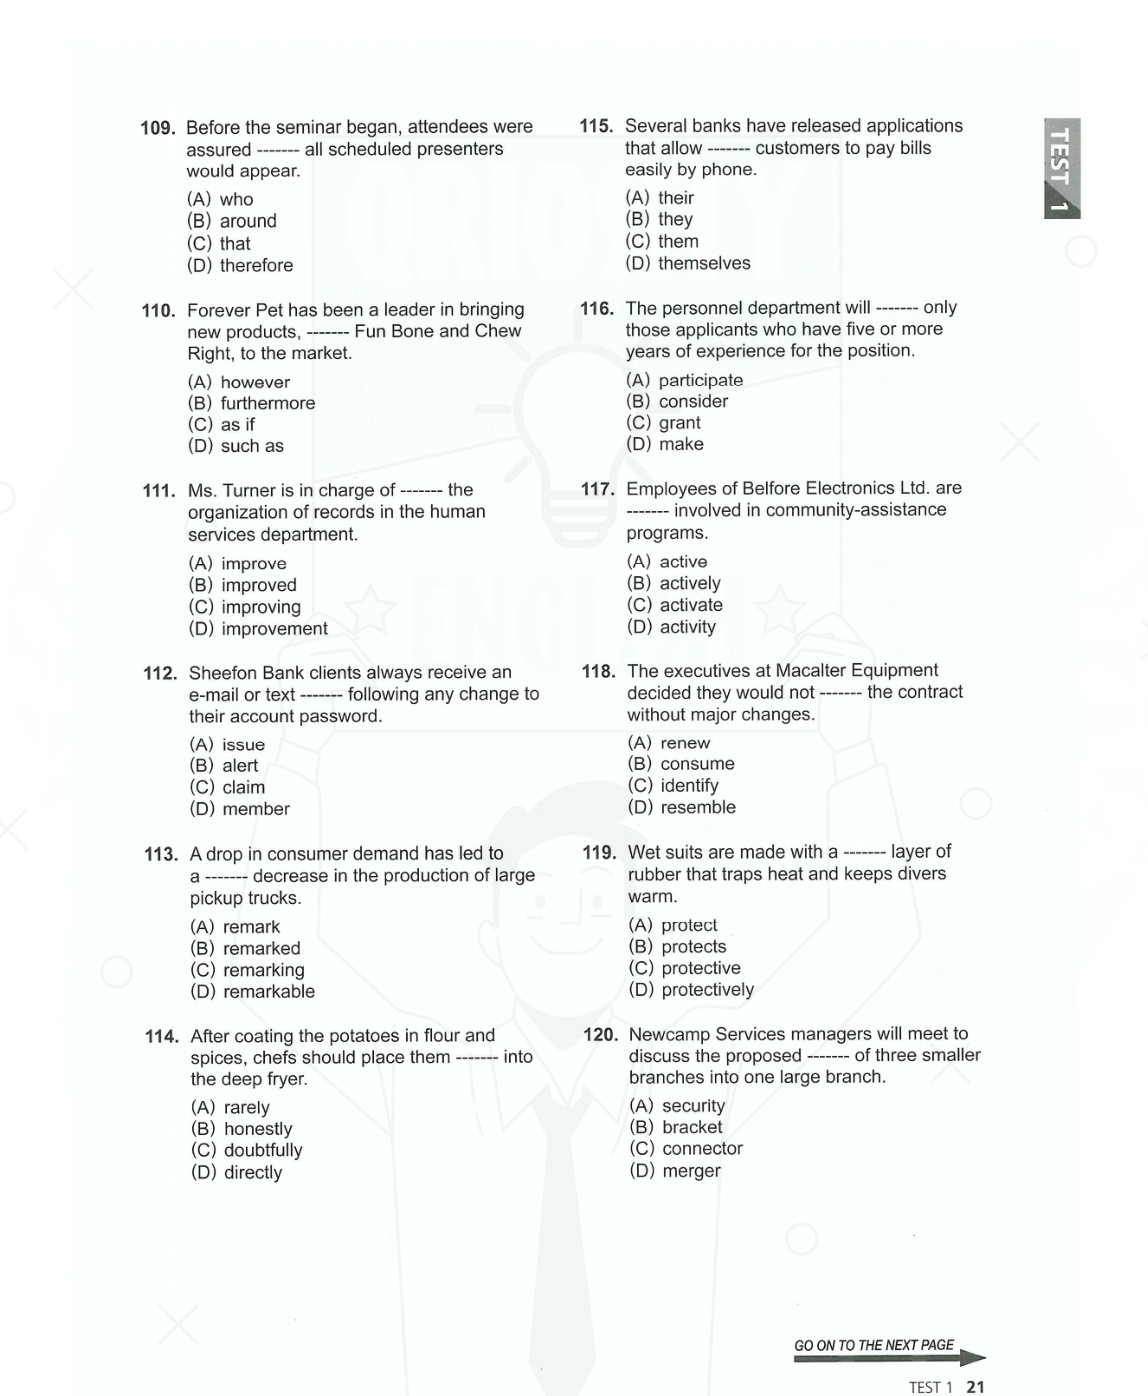 109. Before the seminar began, attendees were
assured ------- all scheduled presenters
would appear.
(A) who
(B) around
(C) that
(D) therefore
110. Forever Pet has been a leader in bringing
new products, ------- Fun Bone and Chew
Right, to the market.
(A) however
(B) furthermore
(C) as if
(D) such as
111. Ms. Turner is in charge of ------- the
organization of records in the human
services department.
(A) improve
(B) improved
(C) improving
(D) improvement
112. Sheefon Bank clients always receive an
e-mail or text ------- following any change to
their account password.
(A) issue
(B) alert
(C) claim
(D) member
113. A drop in consumer demand has led to
a ------- decrease in the production of large
pickup trucks.
(A) remark
(B) remarked
(C) remarking
(D) remarkable
114. After coating the potatoes in flour and
spices, chefs should place them ------- into
the deep fryer.
(A) rarely
(B) honestly
(C) doubtfully
(D) directly
115. Several banks have released applications
that allow ------- customers to pay bills
easily by phone.
(A) their
(B) they
(C) them
(D) themselves
116. The personnel department will ------- only
those applicants who have five or more
years of experience for the position.
(A) participate
(B) consider
(C) grant
(D) make
117. Employees of Belfore Electronics Ltd. are
------- involved in community-assistance
programs.
(A) active
(B) actively
(C) activate
(D) activity
118. The executives at Macalter Equipment
decided they would not ------- the contract
without major changes.
(A) renew
(B) consume
(C) identify
(D) resemble
119. Wet suits are made with a ------- layer of
rubber that traps heat and keeps divers
warm.
(A) protect
(B) protects
(C) protective
(D) protectively
120. Newcamp Services managers will meet to
discuss the proposed ------- of three smaller
branches into one large branch.
(A) security
(B) bracket
(C) connector
(D) merger
TEST 1
GO ON TO THE NEXT PAGE
TEST 1 21